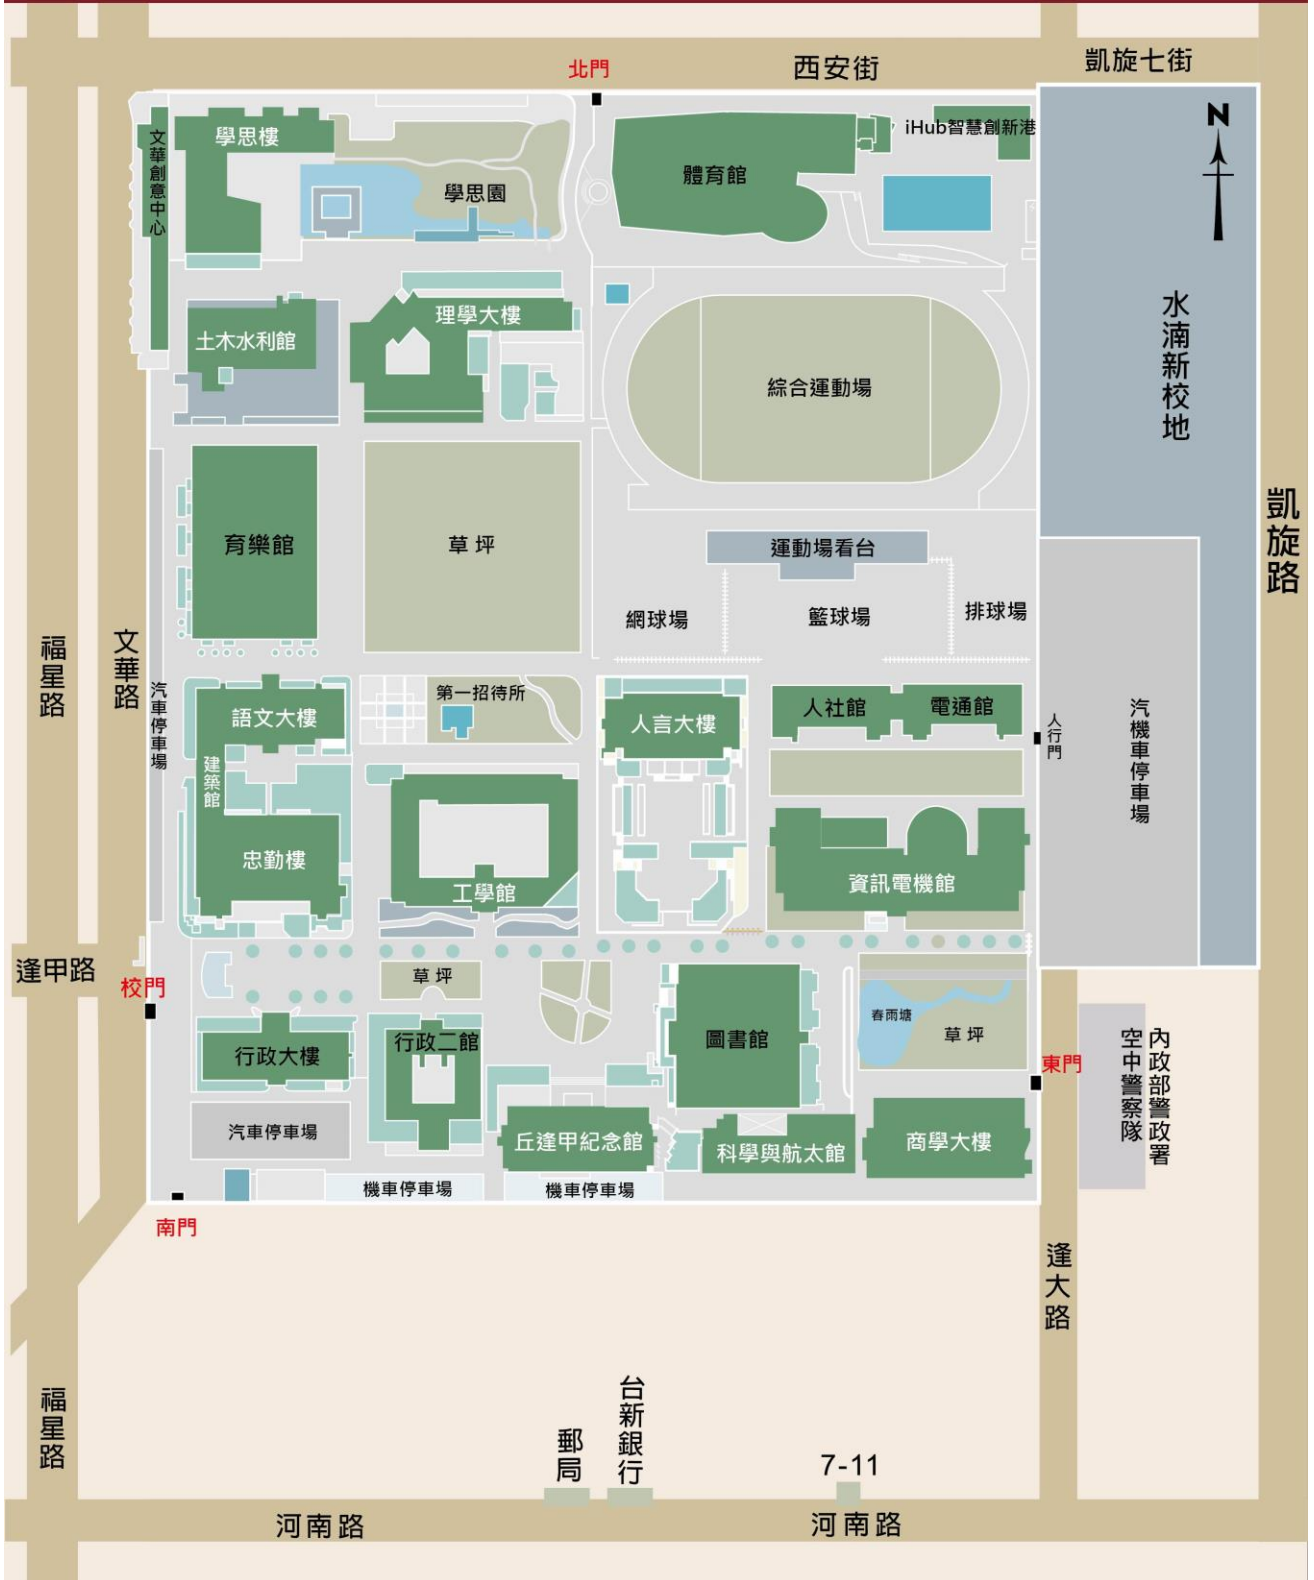 西安街
凱旋七街
北門
N
iHub智慧創新港
學思樓
文華創意中心
體育館
學思園
水湳新校地
理學大樓
土木水利館
綜合運動場
凱旋路
育樂館
草坪
運動場看台
網球場
籃球場
排球場
福星路
文華路
汽車停車場
第一招待所
語文大樓
人言大樓
人社館
電通館
人行門
汽機車停車場
建築館
忠勤樓
工學館
資訊電機館
逢甲路
校門
草坪
春雨塘
草坪
圖書館
行政大樓
行政二館
東門
內政部警政署
空中警察隊
汽車停車場
丘逢甲紀念館
科學與航太館
商學大樓
機車停車場
機車停車場
南門
逢大路
福星路
郵局
台新銀行
7-11
河南路
河南路